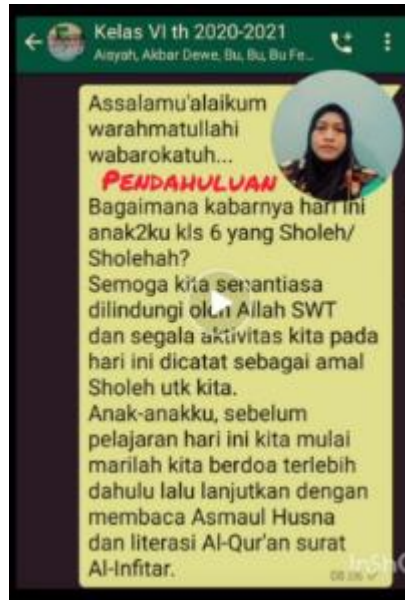 Kelas VI th 2020-2021
Aisyah, Akbar Dewe, Bu, Bu, Bu Fe...
Assalamu'alaikum
warahmatullahi
wabarokatuh...
PENDAHULUAN
Bagaimana kabarnya hari ini
anak2ku kls 6 yang Sholeh/
Sholehah?
Semoga kita senantiasa
dilindungi oleh Allah SWT
dan segala aktivitas kita pada
hari ini dicatat sebagai amal
Sholeh utk kita.
Anak-anakku, sebelum
pelajaran hari ini kita mulai
marilah kita berdoa terlebih
dahulu lalu lanjutkan dengan
membaca Asmaul Husna
dan literasi Al-Qur'an surat
Al-Infitar.